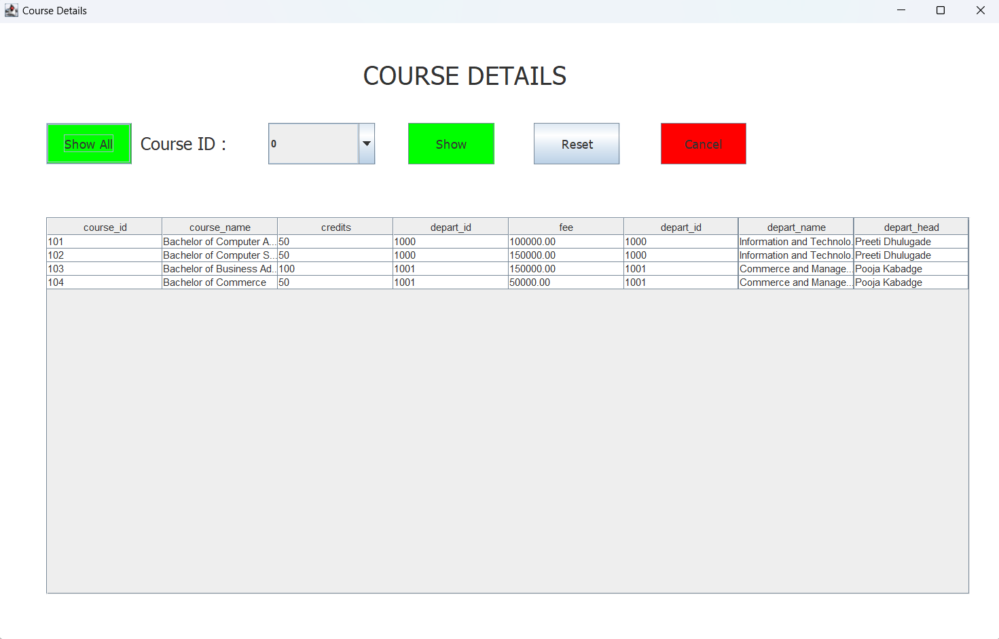 Course Details
COURSE DETAILS
Show All Course ID : 0 Show Reset Cancel
course_id course_name credits depart_id fee depart_id depart_name depart_head
101 Bachelor of Computer A... 50 1000 100000.00 1000 Information and Technolo... Preeti Dhulugade
102 Bachelor of Computer S... 50 1000 150000.00 1000 Information and Technolo... Preeti Dhulugade
103 Bachelor of Business Ad... 100 1001 150000.00 1001 Commerce and Manage... Pooja Kabadge
104 Bachelor of Commerce 50 1001 50000.00 1001 Commerce and Manage... Pooja Kabadge